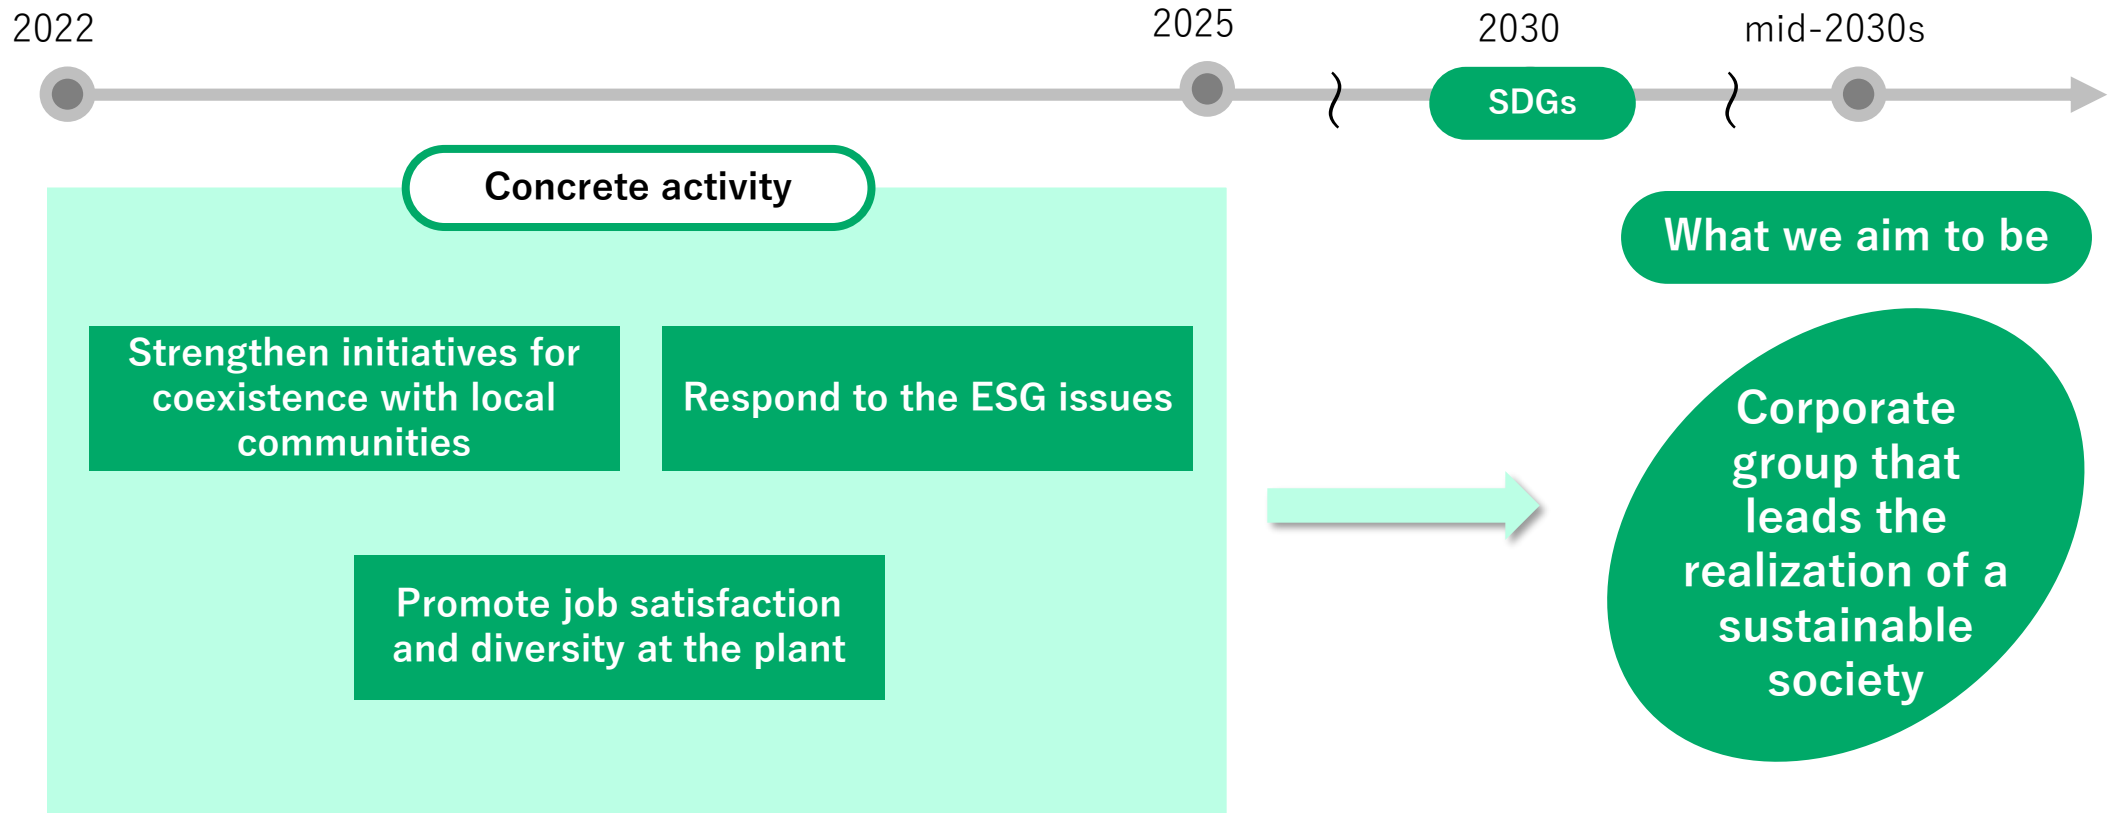 2022
2025
2030
mid-2030s
SDGs
Concrete activity
What we aim to be
Strengthen initiatives for
coexistence with local
communities
Respond to the ESG issues
Promote job satisfaction
and diversity at the plant
Corporate
group that
leads the
realization of a
sustainable
society